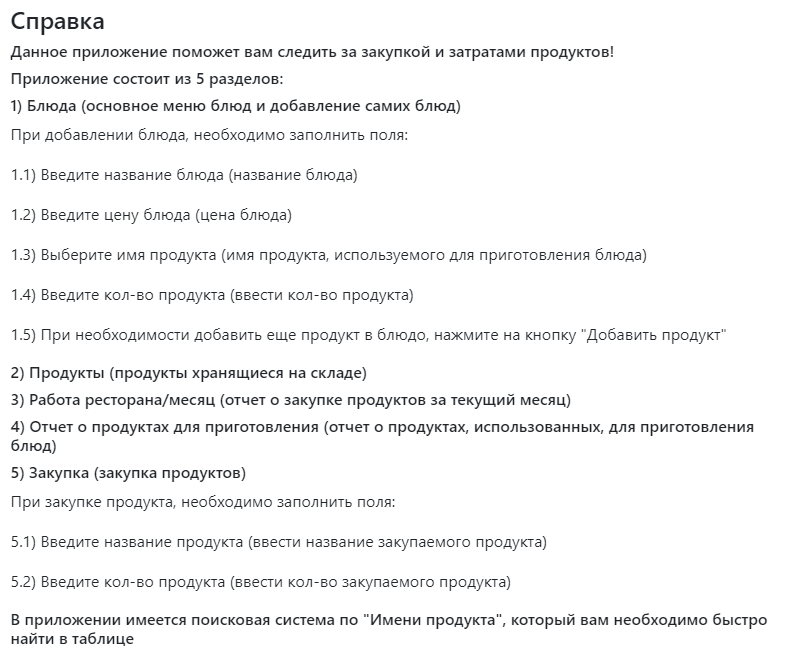 Справка
Данное приложение поможет вам следить за закупкой и затратами продуктов!
Приложение состоит из 5 разделов:
1) Блюда (основное меню блюд и добавление самих блюд)
При добавлении блюда, необходимо заполнить поля:
1.1) Введите название блюда (название блюда)
1.2) Введите цену блюда (цена блюда)
1.3) Выберите имя продукта (имя продукта, используемого для приготовления блюда)
1.4) Введите кол-во продукта (ввести кол-во продукта)
1.5) При необходимости добавить еще продукт в блюдо, нажмите на кнопку "Добавить продукт"
2) Продукты (продукты хранящиеся на складе)
3) Работа ресторана/месяц (отчет о закупке продуктов за текущий месяц)
4) Отчет о продуктах для приготовления (отчет о продуктах, использованных, для приготовления
блюд)
5) Закупка (закупка продуктов)
При закупке продукта, необходимо заполнить поля:
5.1) Введите название продукта (ввести название закупаемого продукта)
5.2) Введите кол-во продукта (ввести кол-во закупаемого продукта)
В приложении имеется поисковая система по "Имени продукта", который вам необходимо быстро
найти в таблице